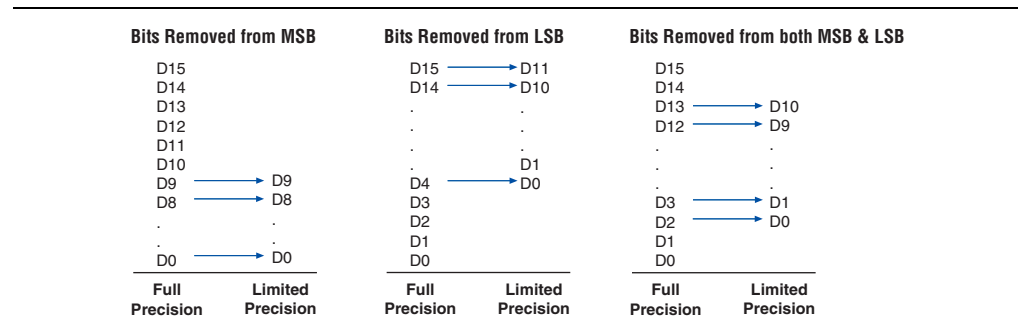 Bits Removed from MSB
D15
D14
D13
D12
D11
D10
D9 D9
D8 D8
. .
. .
D0 D0
Full Precision Limited Precision
Bits Removed from LSB
D15 D11
D14 D10
. .
. .
. .
. D1
D4 D0
D3
D2
D1
D0
Full Precision Limited Precision
Bits Removed from both MSB & LSB
D15
D14
D13 D10
D12 D9
. .
. .
. .
D3 D1
D2 D0
D1
D0
Full Precision Limited Precision